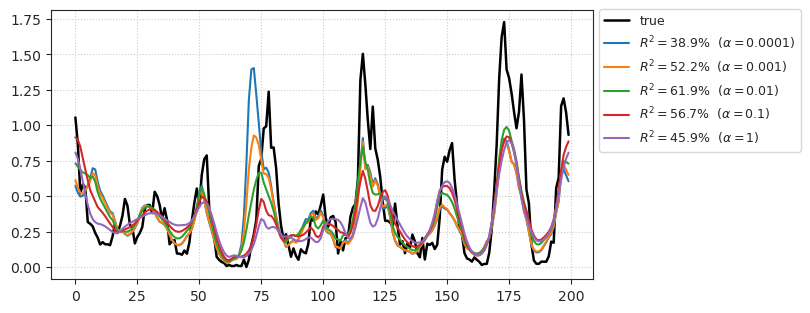 1.75
1.50
1.25
1.00
0.75
0.50
0.25
0.00
0 25 50 75 100 125 150 175 200
true
R² = 38.9% (α = 0.0001)
R² = 52.2% (α = 0.001)
R² = 61.9% (α = 0.01)
R² = 56.7% (α = 0.1)
R² = 45.9% (α = 1)